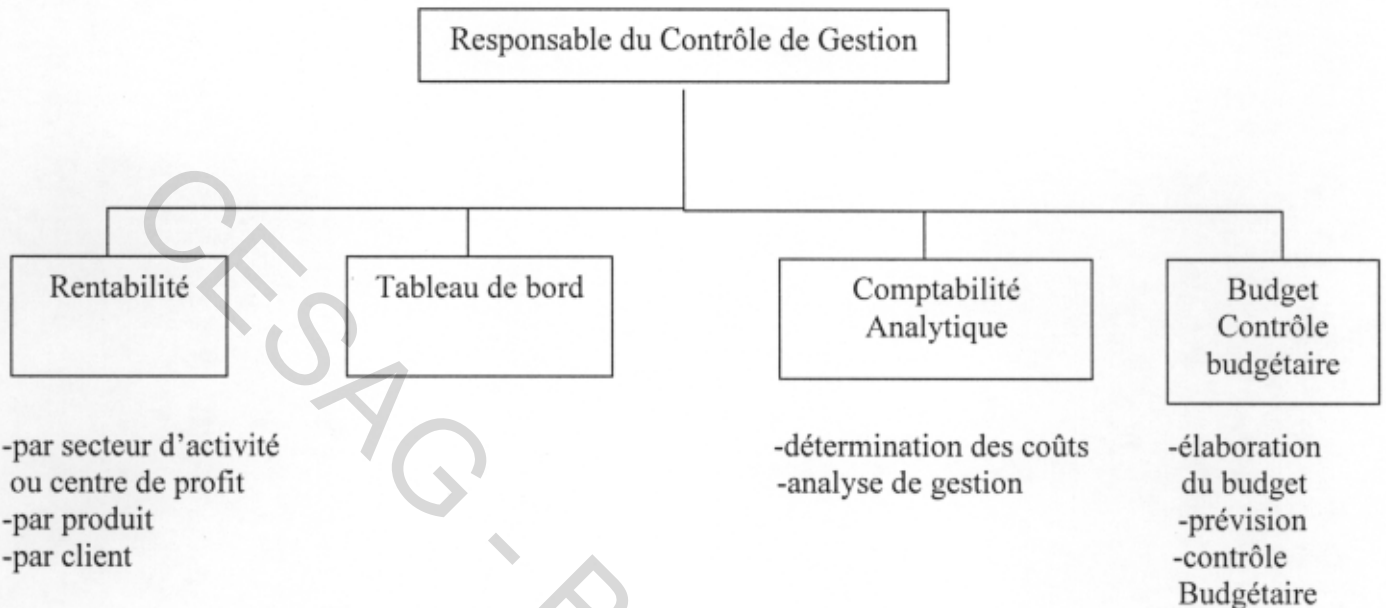 Responsable du Contrôle de Gestion
Rentabilité
Tableau de bord
Comptabilité
Analytique
Budget
Contrôle
budgétaire
-par secteur d'activité
ou centre de profit
-par produit
-par client
-détermination des coûts
-analyse de gestion
-élaboration
du budget
-prévision
-contrôle
Budgétaire
CESAG -